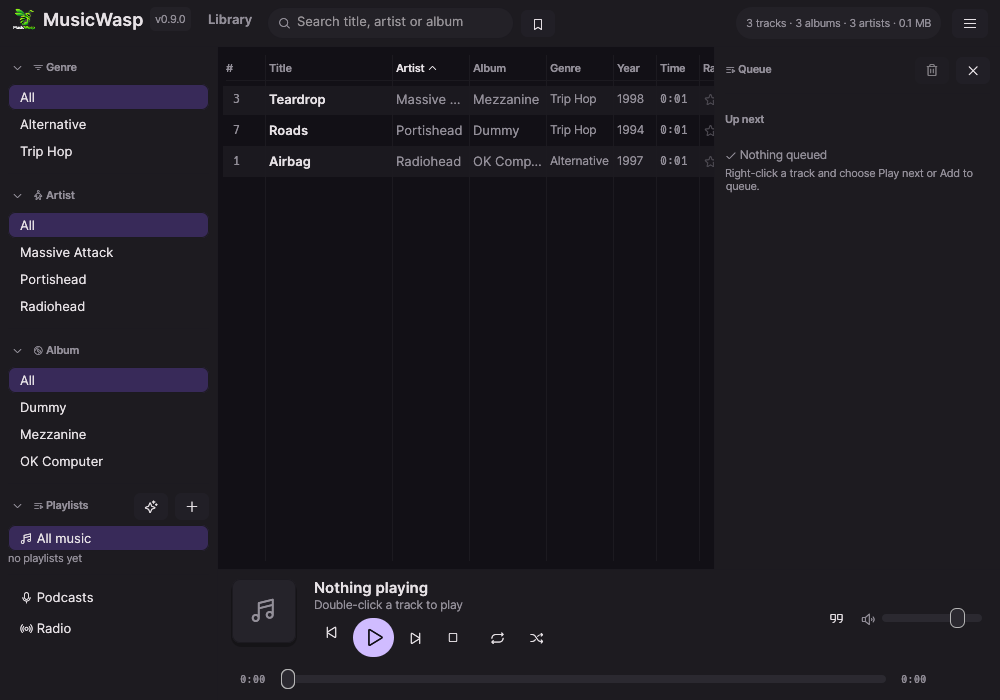 MusicWasp v0.9.0 Library Search title, artist or album 3 tracks · 3 albums · 3 artists · 0.1 MB
Genre
All
Alternative
Trip Hop
Artist
All
Massive Attack
Portishead
Radiohead
Album
All
Dummy
Mezzanine
OK Computer
Playlists
All music
no playlists yet
Podcasts
Radio
# Title Artist Album Genre Year Time Ra
3 Teardrop Massive ... Mezzanine Trip Hop 1998 0:01
7 Roads Portishead Dummy Trip Hop 1994 0:01
1 Airbag Radiohead OK Comp... Alternative 1997 0:01
Queue
Up next
Nothing queued
Right-click a track and choose Play next or Add to
queue.
Nothing playing
Double-click a track to play
0:00 0:00